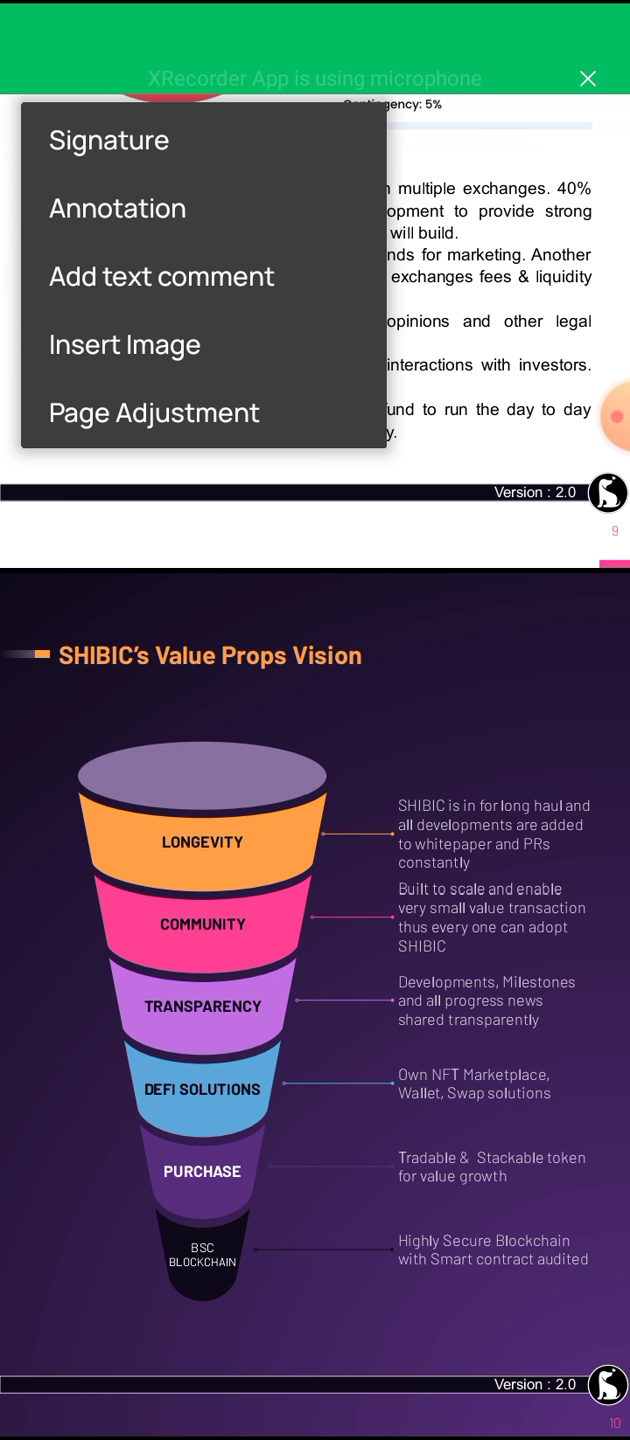 XRecorder App is using microphone
Contingency: 5%
Signature
Annotation
Add text comment
Insert Image
Page Adjustment
multiple exchanges. 40%
to provide strong
will build.
for marketing. Another
exchanges fees & liquidity
opinions and other legal
interactions with investors.
to run the day to day
Version : 2.0
9
SHIBIC's Value Props Vision
LONGEVITY
SHIBIC is in for long haul and
all developments are added
to whitepaper and PRs
constantly
COMMUNITY
Built to scale and enable
very small value transaction
thus every one can adopt
SHIBIC
TRANSPARENCY
Developments, Milestones
and all progress news
shared transparently
DEFI SOLUTIONS
Own NFT Marketplace,
Wallet, Swap solutions
PURCHASE
Tradable & Stackable token
for value growth
BSC
BLOCKCHAIN
Highly Secure Blockchain
with Smart contract audited
Version : 2.0
10